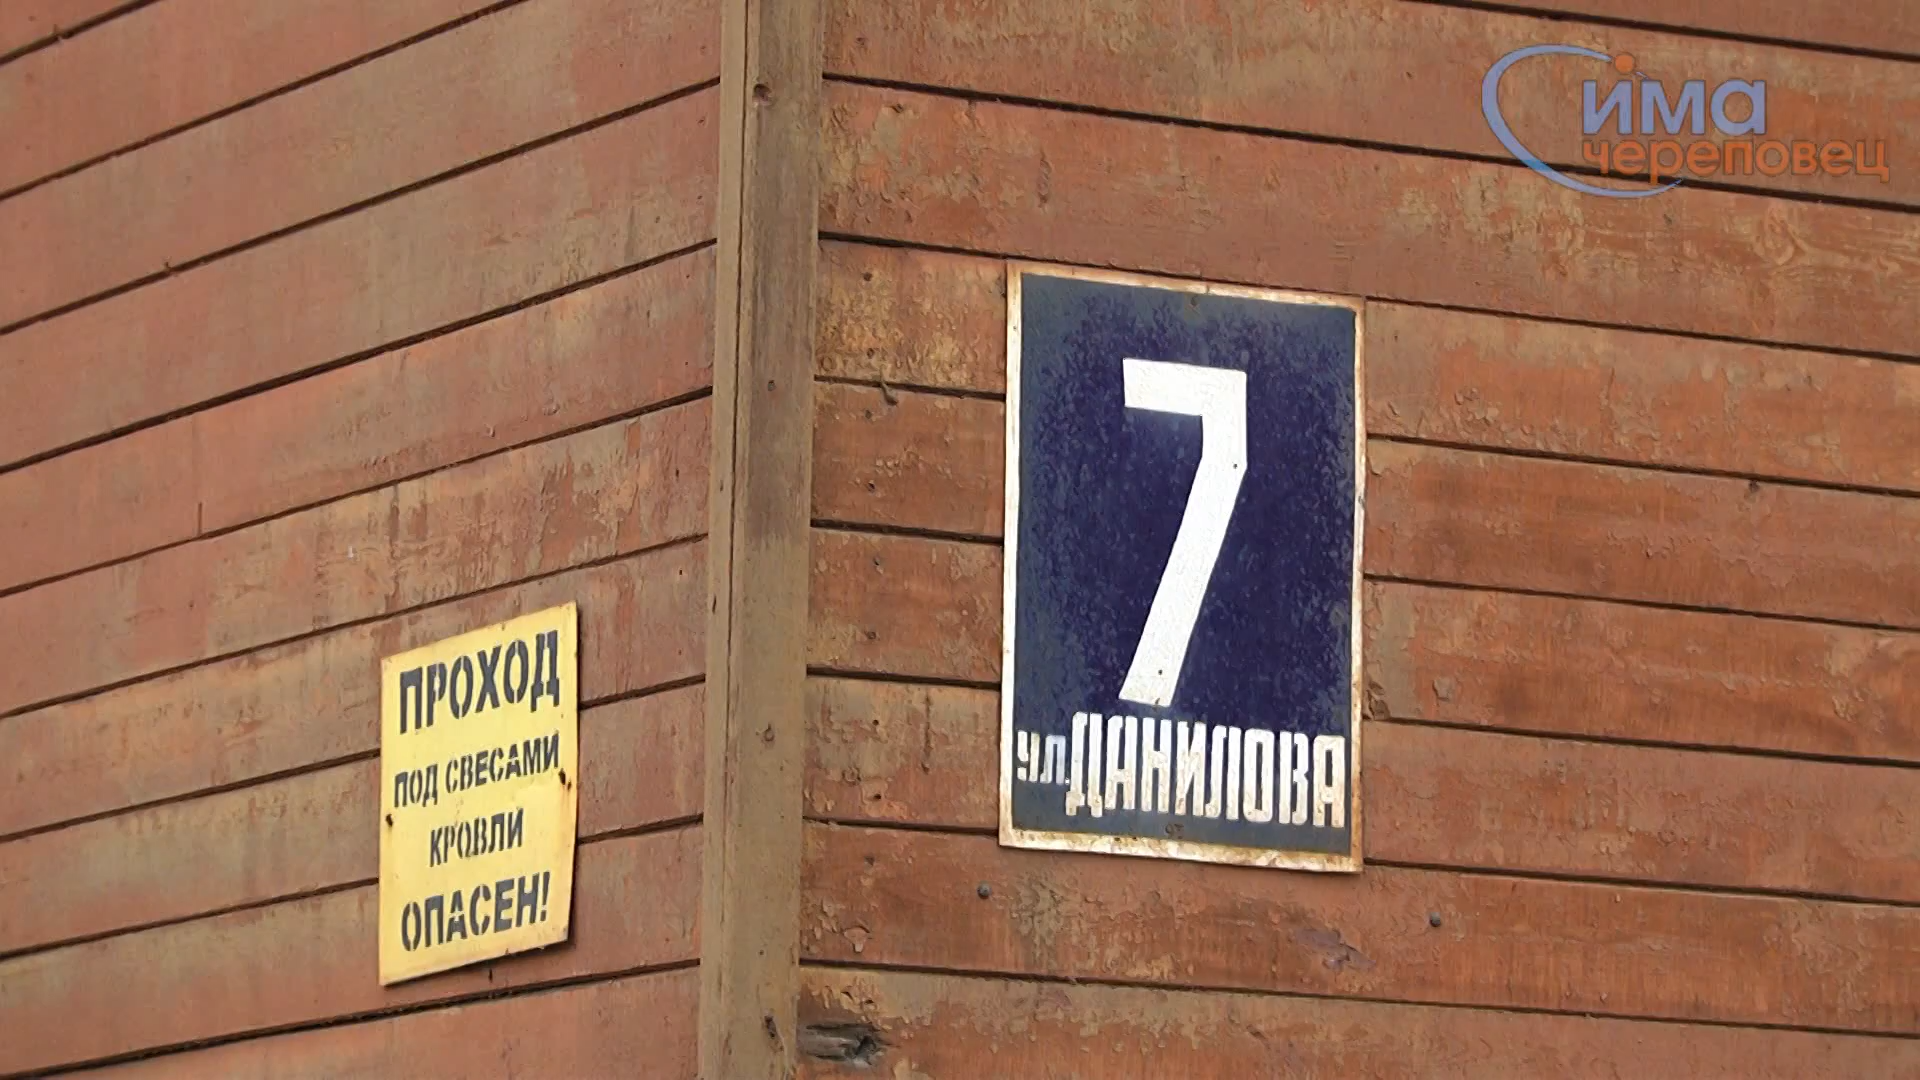 има
череповец
7
ул. ДАНИЛОВА
ПРОХОД
ПОД СВЕСАМИ
КРОВЛИ
ОПАСЕН!